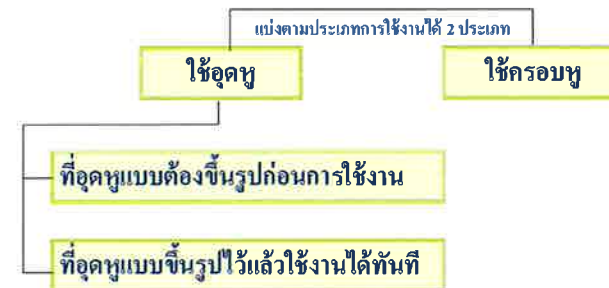 แบ่งตามประเภทการใช้งานได้ 2 ประเภท
ใช้อุดหู
ใช้ครอบหู
ที่อุดหูแบบต้องขึ้นรูปก่อนการใช้งาน
ที่อุดหูแบบขึ้นรูปไว้แล้วใช้งานได้ทันที